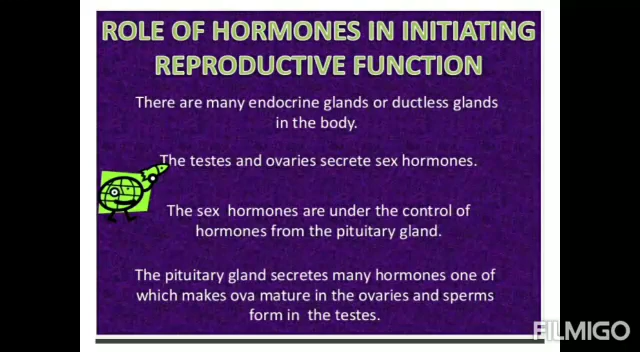 ROLE OF HORMONES IN INITIATING
REPRODUCTIVE FUNCTION
There are many endocrine glands or ductless glands
in the body.
The testes and ovaries secrete sex hormones.
The sex  hormones are under the control of
hormones from the pituitary gland.
The pituitary gland secretes many hormones one of
which makes ova mature in the ovaries and sperms
form in  the testes.
FILMIGO